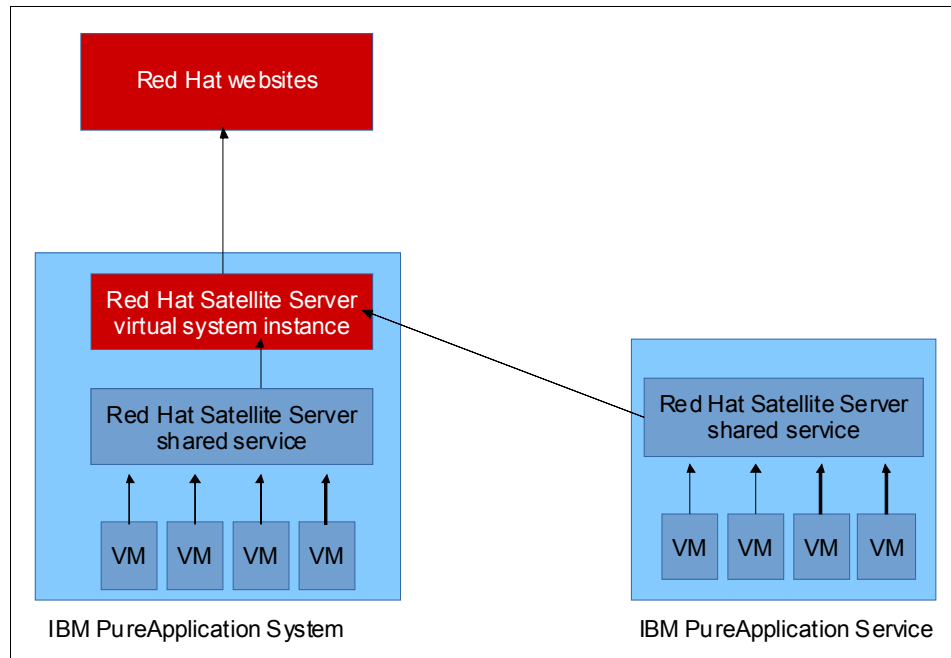 Red Hat websites
Red Hat Satellite Server
virtual system instance
Red Hat Satellite Server
shared service
Red Hat Satellite Server
shared service
VM VM VM VM
VM VM VM VM
IBM PureApplication System
IBM PureApplication Service